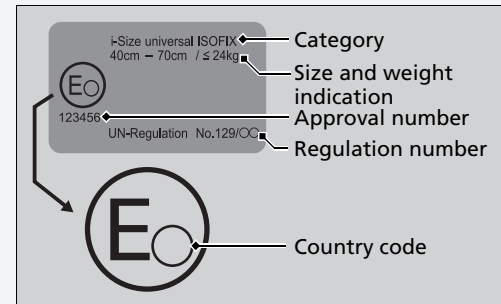 i-Size universal ISOFIX
Category
40cm – 70cm / ≤ 24kg
Size and weight
indication
E
123456
Approval number
UN-Regulation No.129/○○
Regulation number
E
Country code